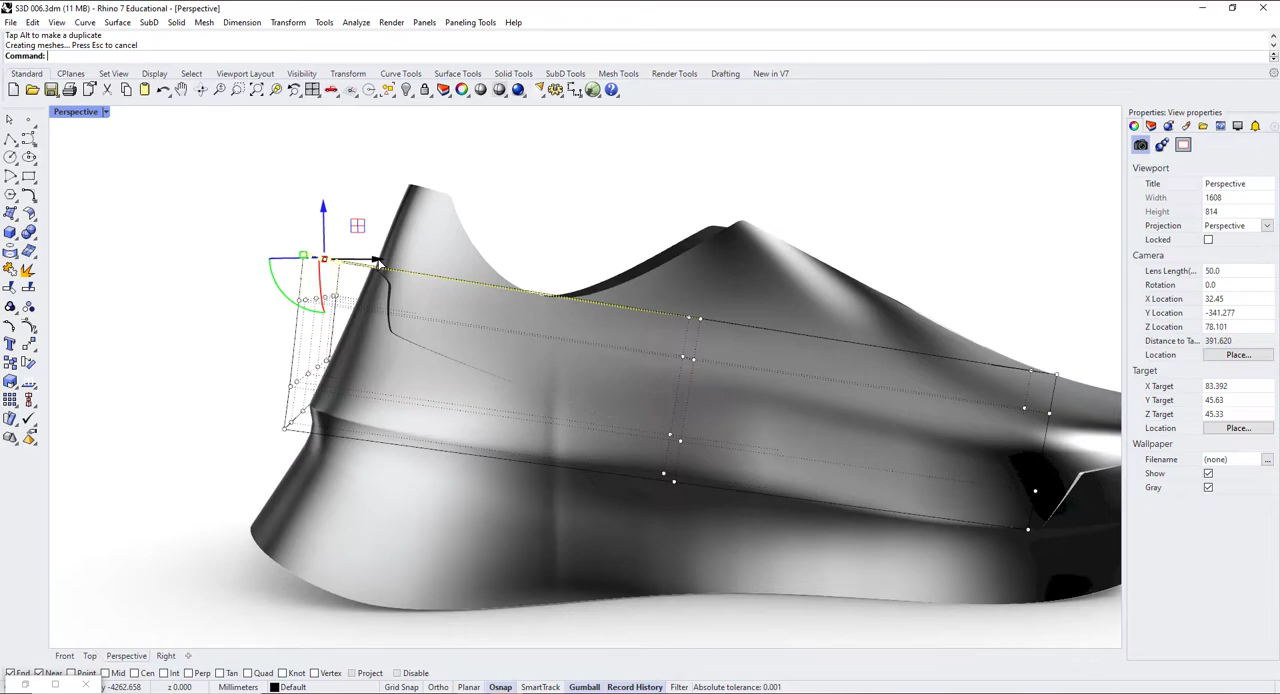 S3D 006.3dm (11 MB) - Rhino 7 Educational - [Perspective]
File Edit View Curve Surface SubD Solid Mesh Dimension Transform Tools Analyze Render Panels Paneling Tools Help
Tap Alt to make a duplicate
Creating meshes... Press Esc to cancel
Command:
Standard CPlanes Set View Display Select Viewport Layout Visibility Transform Curve Tools Surface Tools Solid Tools SubD Tools Mesh Tools Render Tools Drafting New in V7
Perspective
Properties: View properties
Viewport
Title Perspective
Width 1608
Height 814
Projection Perspective
Locked
Camera
Lens Length(... 50.0
Rotation 0.0
X Location 32.45
Y Location -341.277
Z Location 78.101
Distance to Ta... 391.620
Location Place...
Target
X Target 83.392
Y Target 45.63
Z Target 45.33
Location Place...
Wallpaper
Filename (none) ...
Show
Gray
Front Top Perspective Right
End Near Point Mid Cen Int Perp Tan Quad Knot Vertex Project Disable
-4262.658 z 0.000 Millimeters Default Grid Snap Ortho Planar Osnap SmartTrack Gumball Record History Filter Absolute tolerance: 0.001